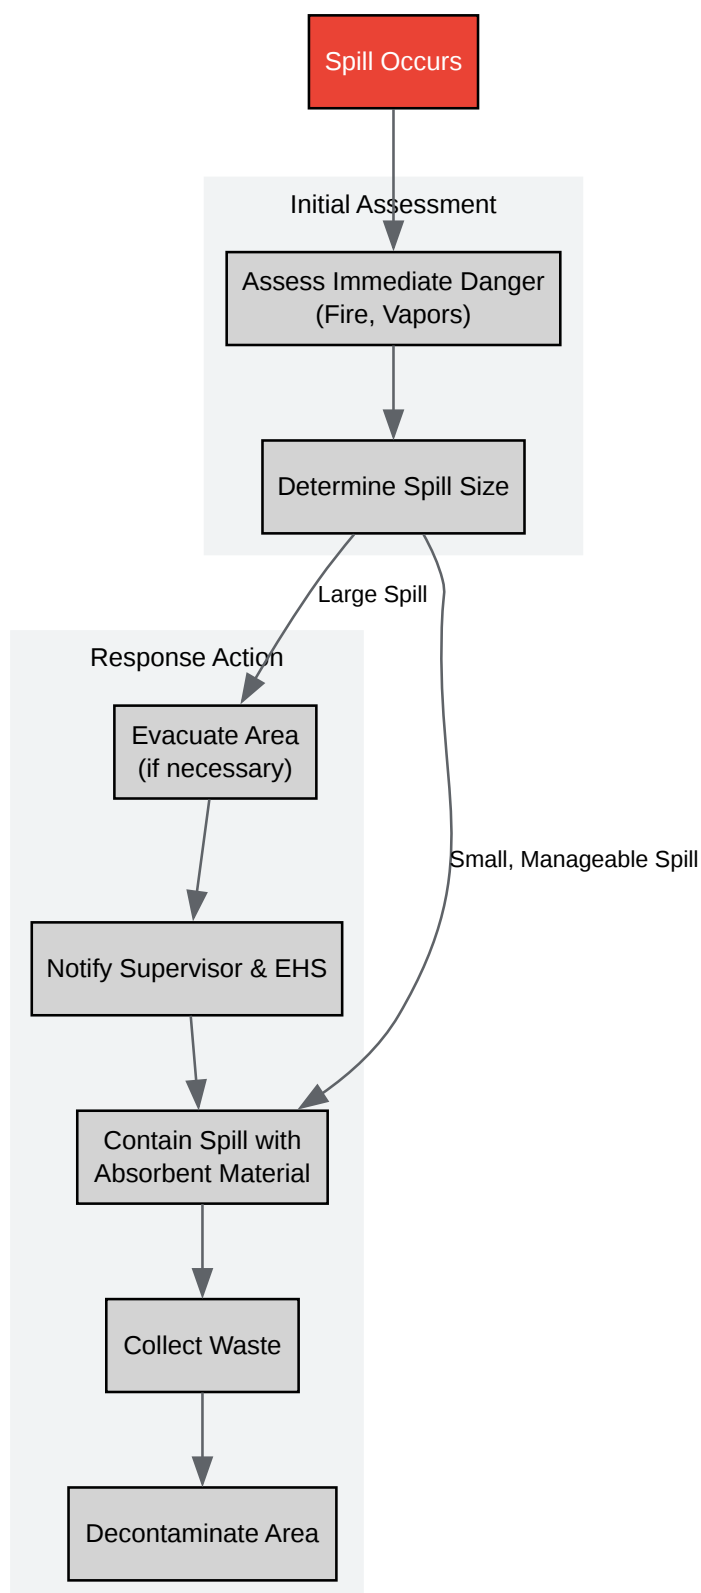 Spill Occurs
Initial Assessment
Assess Immediate Danger
(Fire, Vapors)
Determine Spill Size
Large Spill
Response Action
Evacuate Area
(if necessary)
Small, Manageable Spill
Notify Supervisor & EHS
Contain Spill with
Absorbent Material
Collect Waste
Decontaminate Area